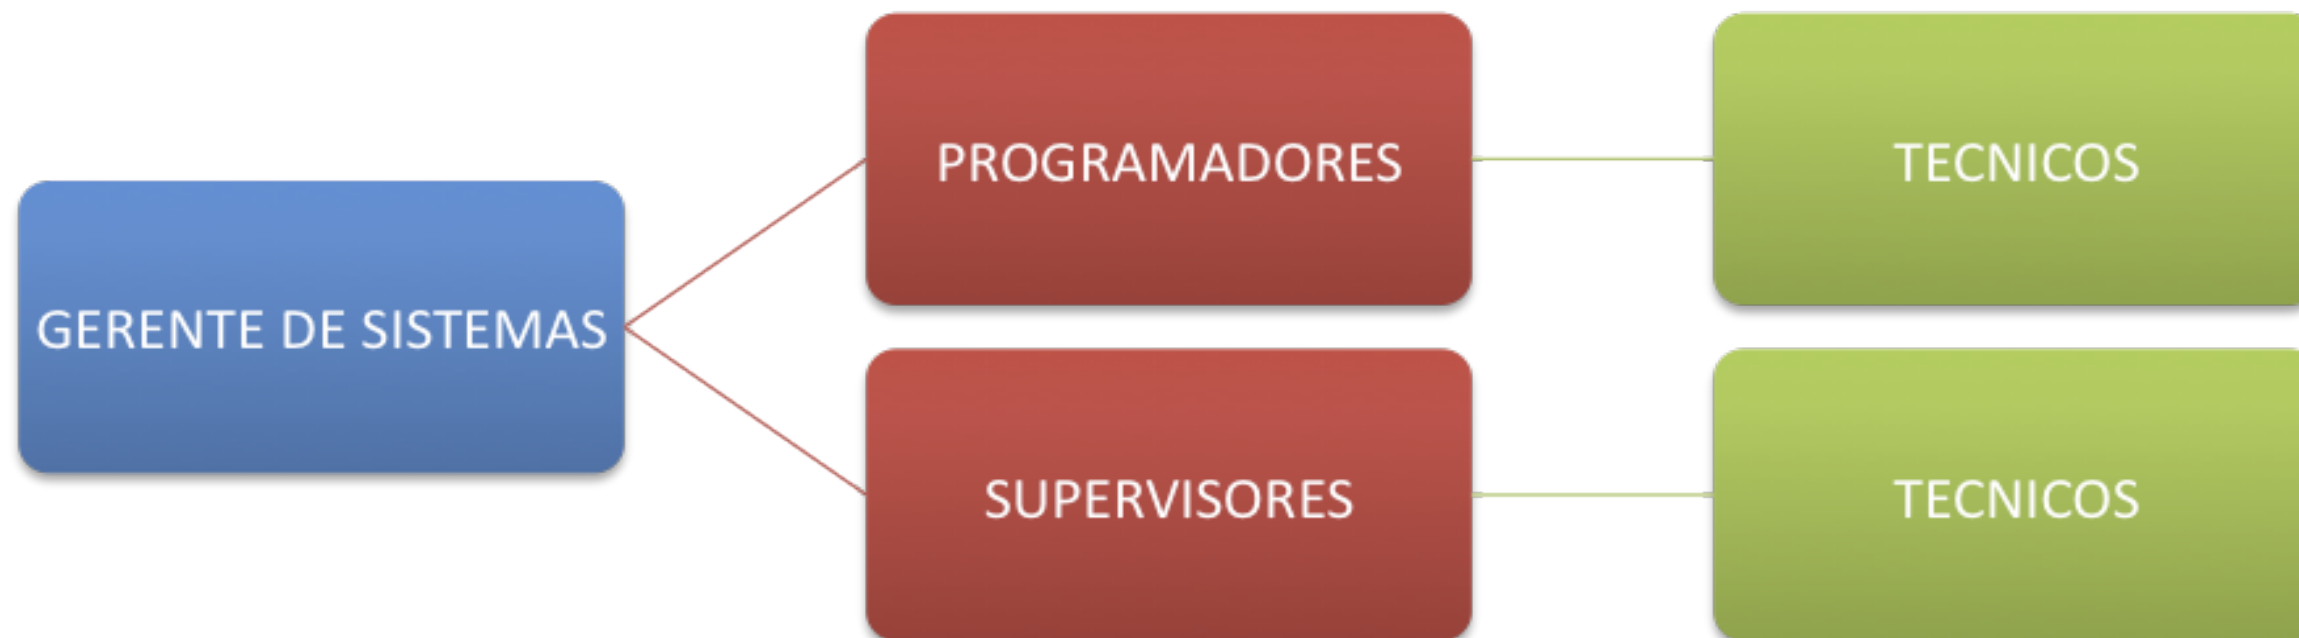 GERENTE DE SISTEMAS
PROGRAMADORES
TECNICOS
SUPERVISORES
TECNICOS